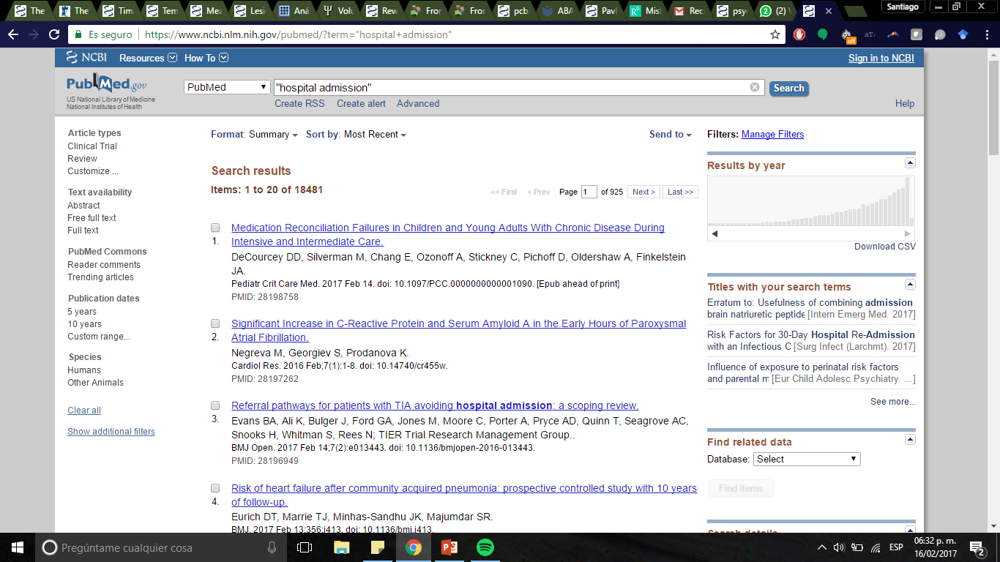 The
The
Tim
Tem
Mea
Lesi
Aná
Volu
Rew
Fron
Fron
pcb
ABA
Pavl
Misl
Rec
psy
(2)
Santiago
Es seguro | https://www.ncbi.nlm.nih.gov/pubmed/?term="hospital+admission"
off
aT.
NCBI Resources How To Sign in to NCBI
PubMed.gov
US National Library of Medicine
National Institutes of Health
PubMed "hospital admission" Search
Create RSS Create alert Advanced Help
Article types
Clinical Trial
Review
Customize ...
Text availability
Abstract
Free full text
Full text
PubMed Commons
Reader comments
Trending articles
Publication dates
5 years
10 years
Custom range...
Species
Humans
Other Animals
Clear all
Show additional filters
Format: Summary Sort by: Most Recent Send to
Search results
Items: 1 to 20 of 18481
<< First < Prev Page 1 of 925 Next > Last >>
Medication Reconciliation Failures in Children and Young Adults With Chronic Disease During
1. Intensive and Intermediate Care.
DeCourcey DD, Silverman M, Chang E, Ozonoff A, Stickney C, Pichoff D, Oldershaw A, Finkelstein
JA.
Pediatr Crit Care Med. 2017 Feb 14. doi: 10.1097/PCC.0000000000001090. [Epub ahead of print]
PMID: 28198758
Significant Increase in C-Reactive Protein and Serum Amyloid A in the Early Hours of Paroxysmal
2. Atrial Fibrillation.
Negreva M, Georgiev S, Prodanova K.
Cardiol Res. 2016 Feb;7(1):1-8. doi: 10.14740/cr455w.
PMID: 28197262
Referral pathways for patients with TIA avoiding hospital admission: a scoping review.
3. Evans BA, Ali K, Bulger J, Ford GA, Jones M, Moore C, Porter A, Pryce AD, Quinn T, Seagrove AC,
Snooks H, Whitman S, Rees N; TIER Trial Research Management Group..
BMJ Open. 2017 Feb 14;7(2):e013443. doi: 10.1136/bmjopen-2016-013443.
PMID: 28196949
Risk of heart failure after community acquired pneumonia: prospective controlled study with 10 years
4. of follow-up.
Eurich DT, Marrie TJ, Minhas-Sandhu JK, Majumdar SR.
BMJ. 2017 Feb 13;356:j413. doi: 10.1136/bmj.j413.
Filters: Manage Filters
Results by year
Download CSV
Titles with your search terms
Erratum to: Usefulness of combining admission
brain natriuretic peptide [Intern Emerg Med. 2017]
Risk Factors for 30-Day Hospital Re-Admission
with an Infectious C [Surg Infect (Larchmt). 2017]
Influence of exposure to perinatal risk factors
and parental m [Eur Child Adolesc Psychiatry. ...]
See more...
Find related data
Database: Select
Find items
Search details
Pregúntame cualquier cosa
ESP
06:32 p. m.
16/02/2017
2